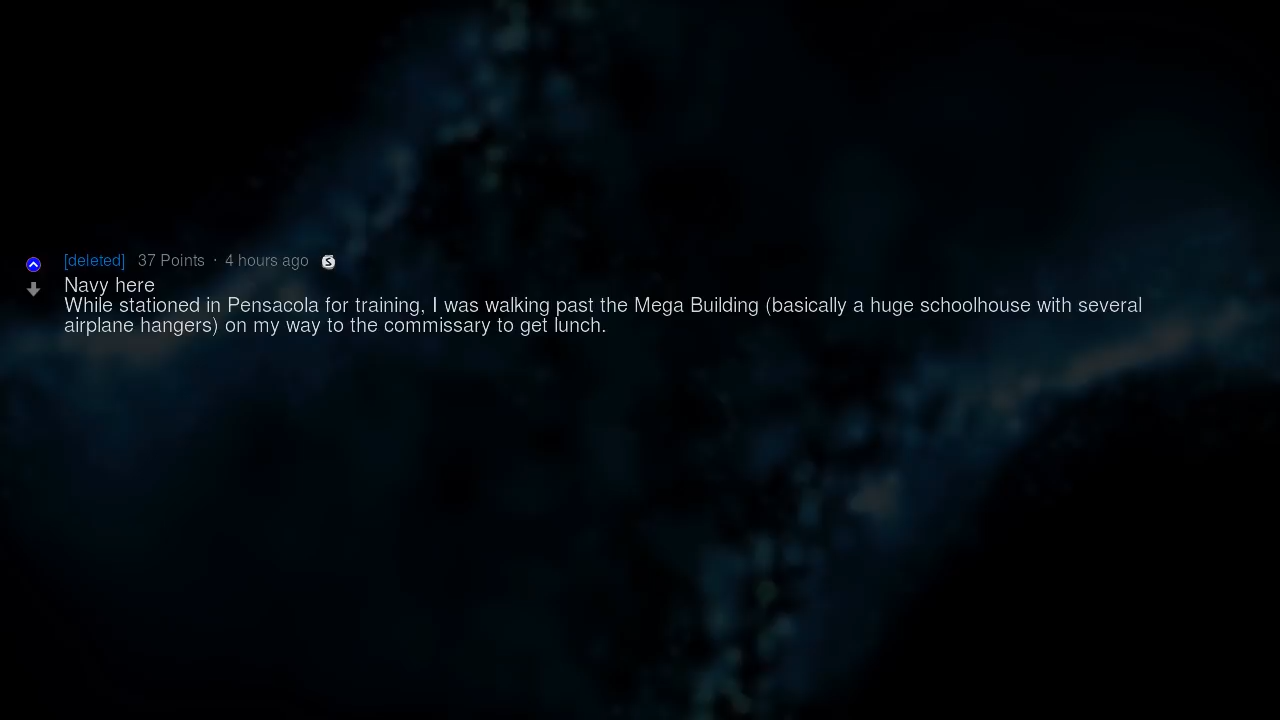 [deleted] 37 Points · 4 hours ago S
Navy here
While stationed in Pensacola for training, I was walking past the Mega Building (basically a huge schoolhouse with several
airplane hangers) on my way to the commissary to get lunch.